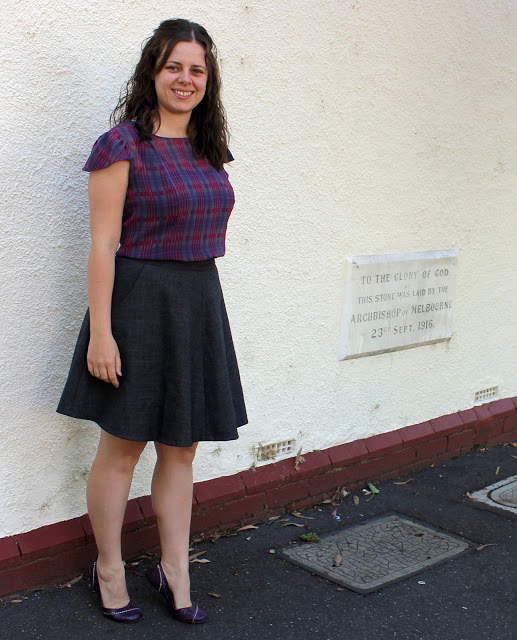 TO THE GLORY OF GOD
THIS STONE WAS LAID BY THE
ARCHBISHOP OF MELBOURNE
23RD SEPT. 1916.